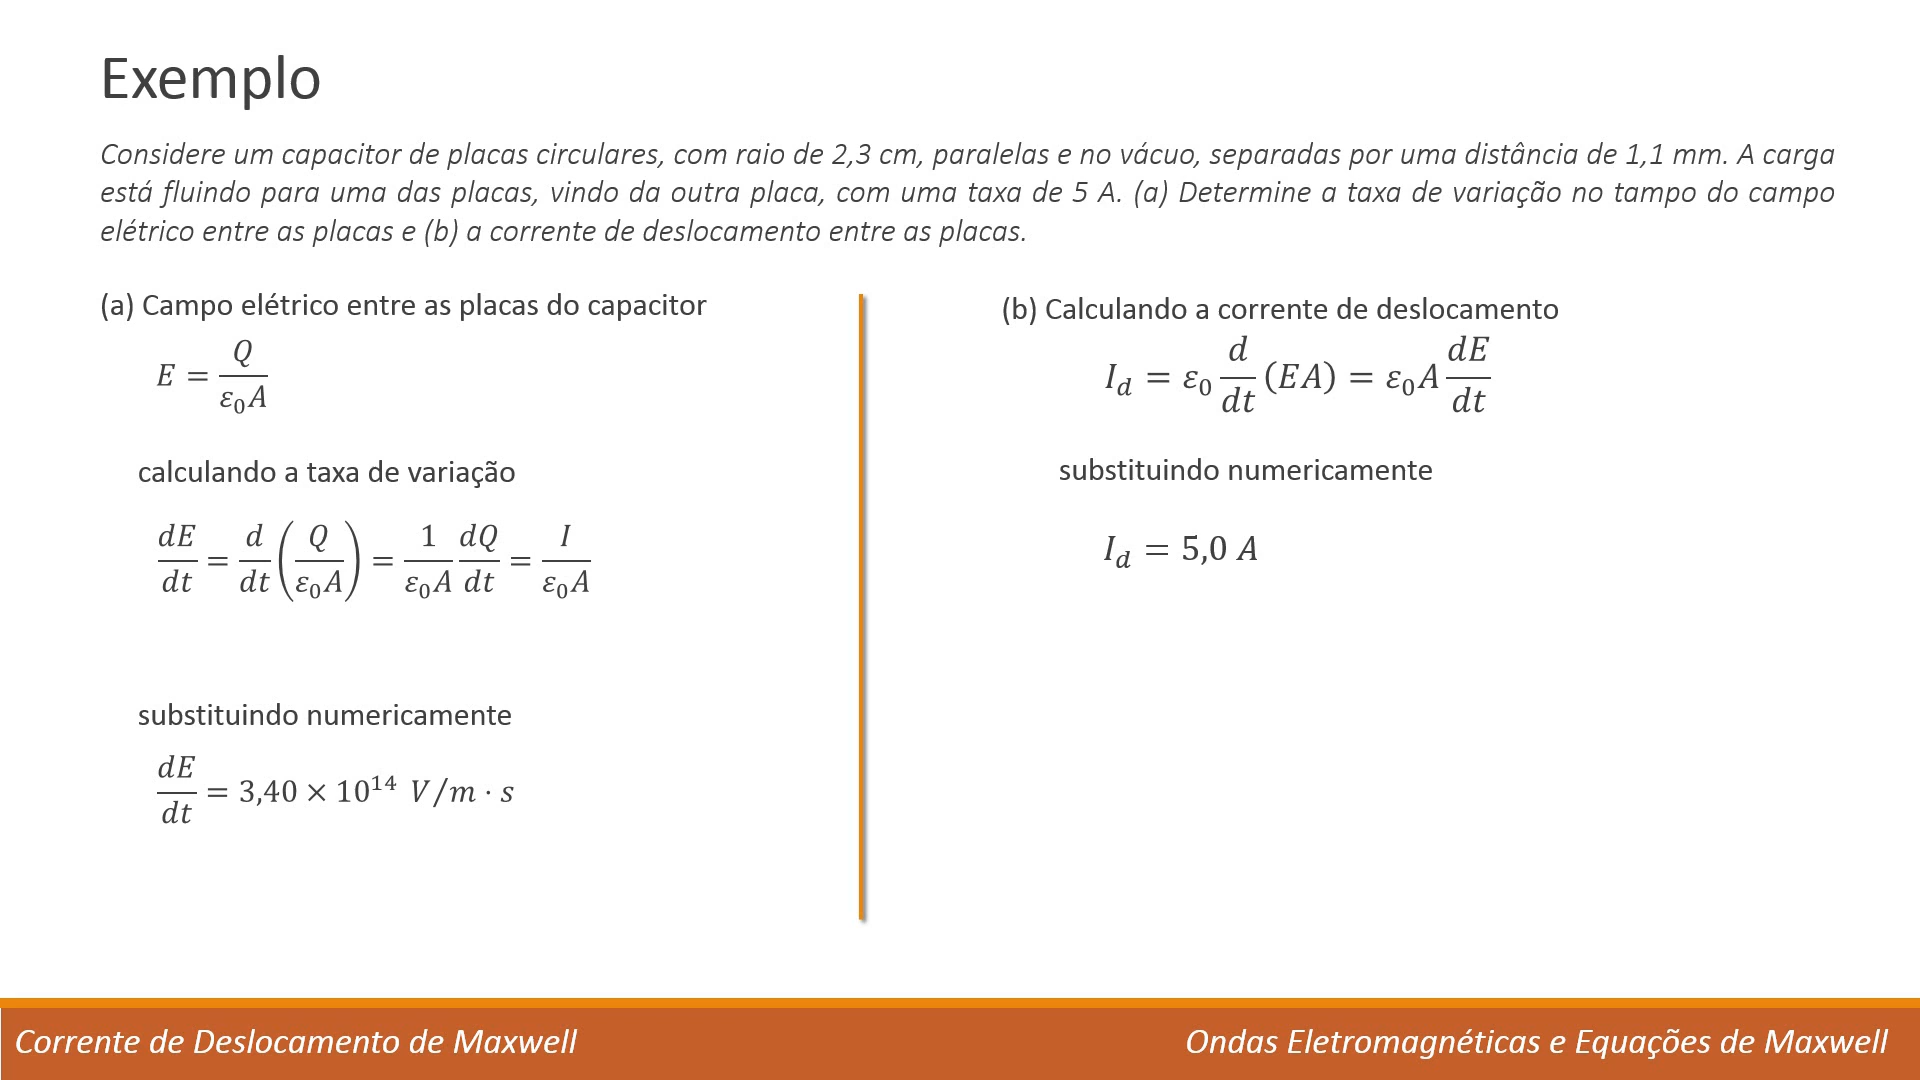 Exemplo
Considere um capacitor de placas circulares, com raio de 2,3 cm, paralelas e no vácuo, separadas por uma distância de 1,1 mm. A carga
está fluindo para uma das placas, vindo da outra placa, com uma taxa de 5 A. (a) Determine a taxa de variação no tampo do campo
elétrico entre as placas e (b) a corrente de deslocamento entre as placas.
(a) Campo elétrico entre as placas do capacitor
E = Q/(ε₀A)
calculando a taxa de variação
dE/dt = d/dt (Q/(ε₀A)) = 1/(ε₀A) dQ/dt = I/(ε₀A)
substituindo numericamente
dE/dt = 3,40 × 10¹⁴ V/m · s
(b) Calculando a corrente de deslocamento
I_d = ε₀ d/dt (EA) = ε₀A dE/dt
substituindo numericamente
I_d = 5,0 A
Corrente de Deslocamento de Maxwell
Ondas Eletromagnéticas e Equações de Maxwell